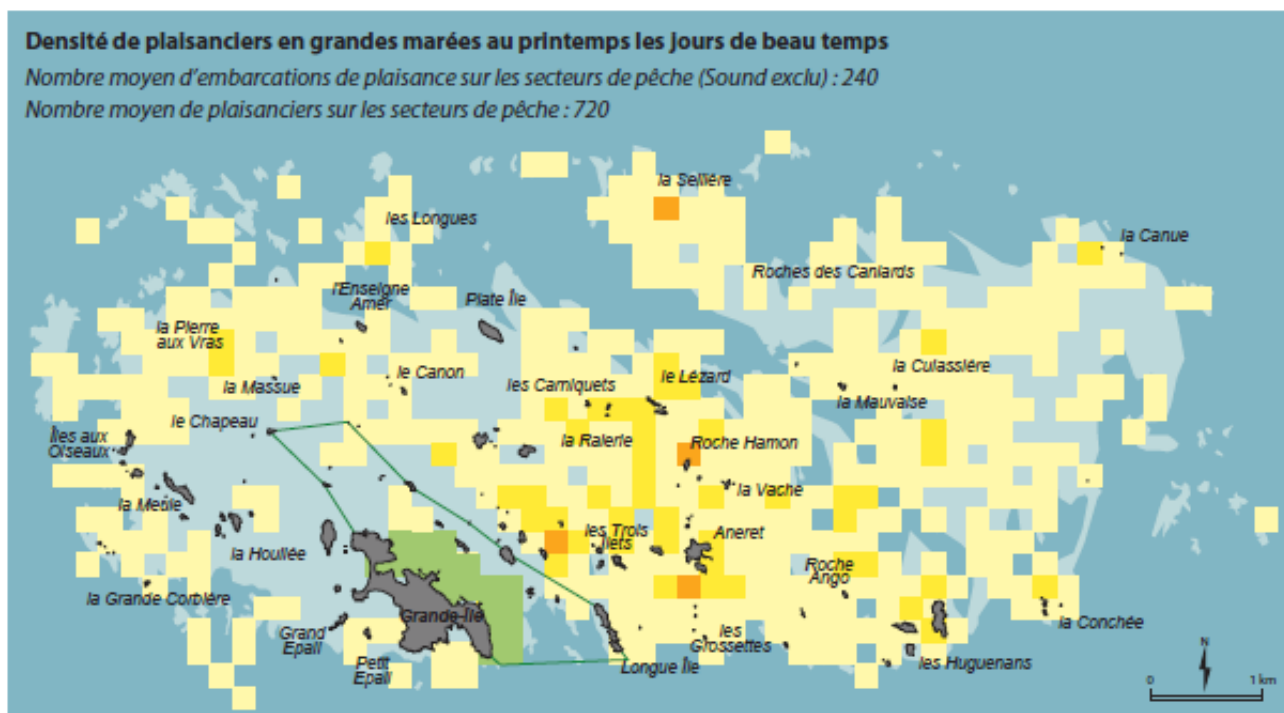 Densité de plaisanciers en grandes marées au printemps les jours de beau temps
Nombre moyen d'embarcations de plaisance sur les secteurs de pêche (Sound exclu) : 240
Nombre moyen de plaisanciers sur les secteurs de pêche : 720
la Sellière
les Longues
la Canue
Roches des Canlards
l'Enseigne
Amer
Plate Île
la Pierre
aux Vras
la Massue
le Canon
les Carniquets
le Lézard
la Culassière
la Mauvaise
le Chapeau
Îles aux
Oiseaux
la Ralerie
Roche Hamon
la Meule
la Vache
la Houllée
les Trois
Îlets
Aneret
Roche
Ango
la Grande Corbière
Grande-Île
Grand
Epail
Petit
Epail
les
Grossettes
Longue Île
la Conchée
les Huguenans
N
0 1 km